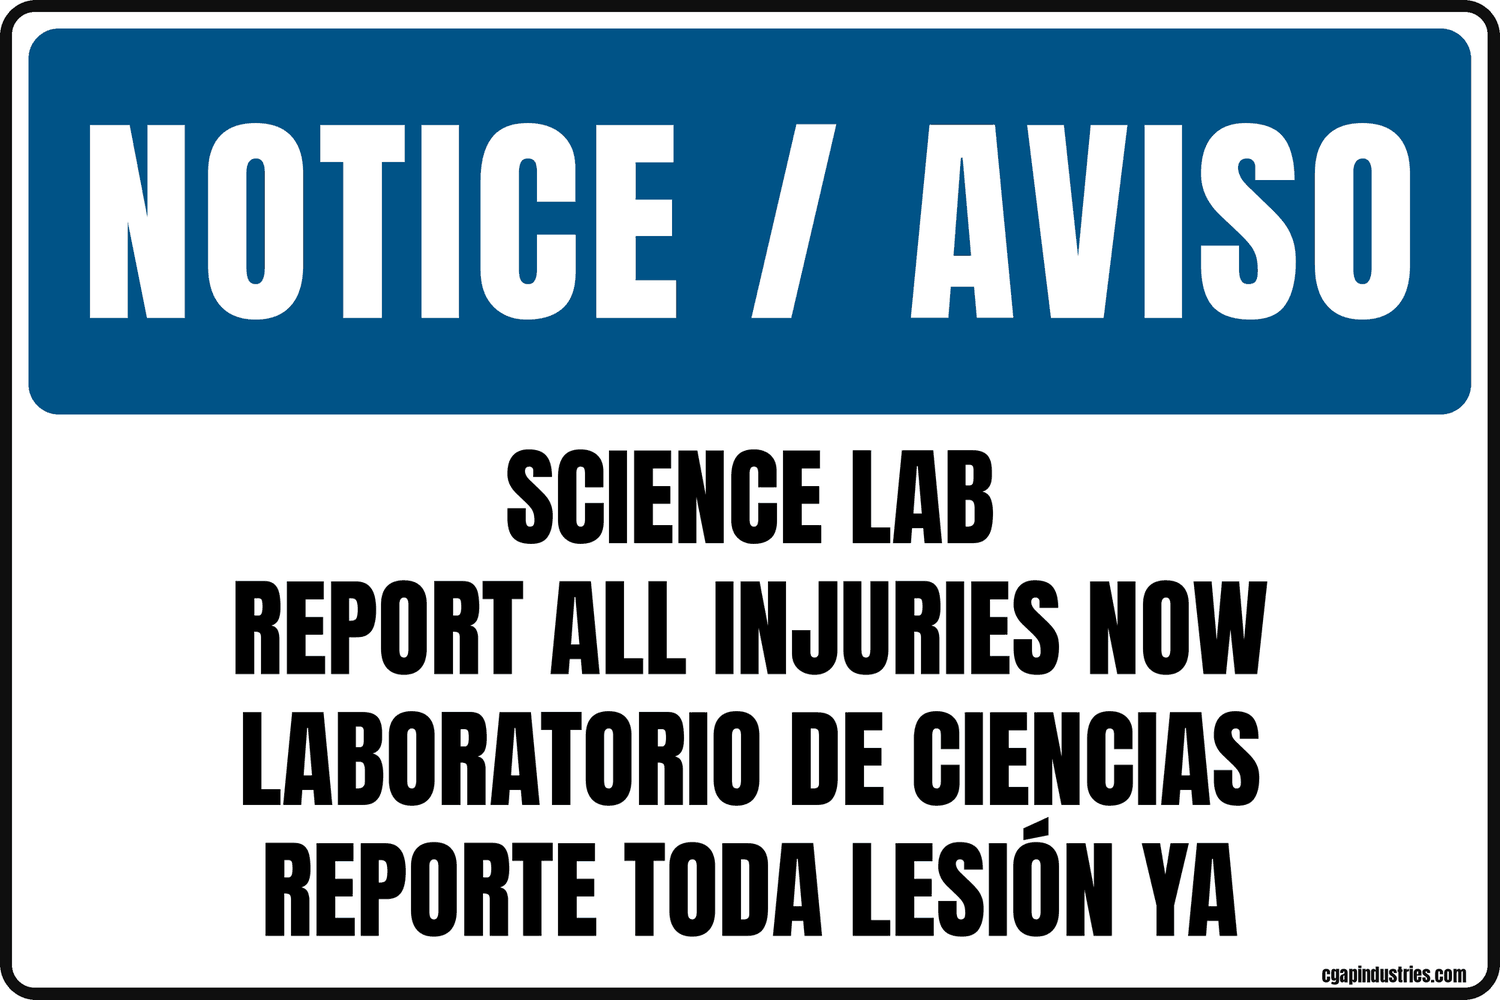 NOTICE / AVISO
SCIENCE LAB
REPORT ALL INJURIES NOW
LABORATORIO DE CIENCIAS
REPORTE TODA LESIÓN YA
cgapindustries.com